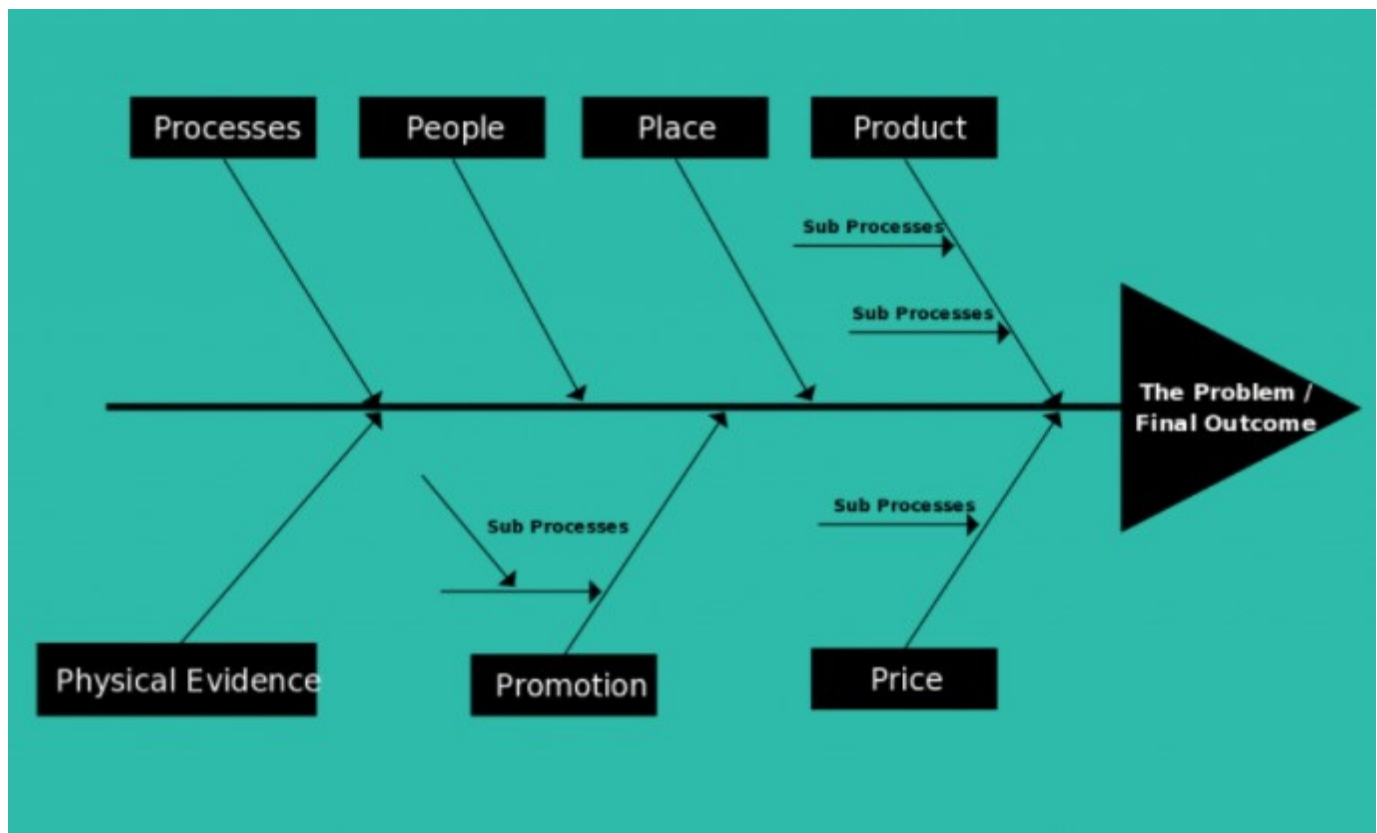 Processes
People
Place
Product
Sub Processes
Sub Processes
The Problem /
Final Outcome
Sub Processes
Sub Processes
Physical Evidence
Promotion
Price